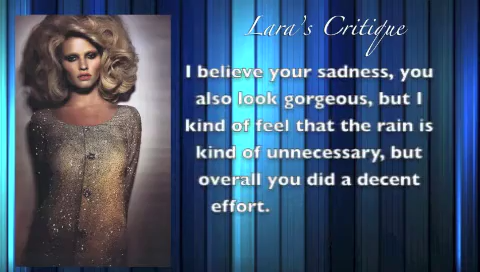 Lara's Critique
I believe your sadness, you
also look gorgeous, but I
kind of feel that the rain is
kind of unnecessary, but
overall you did a decent
effort.